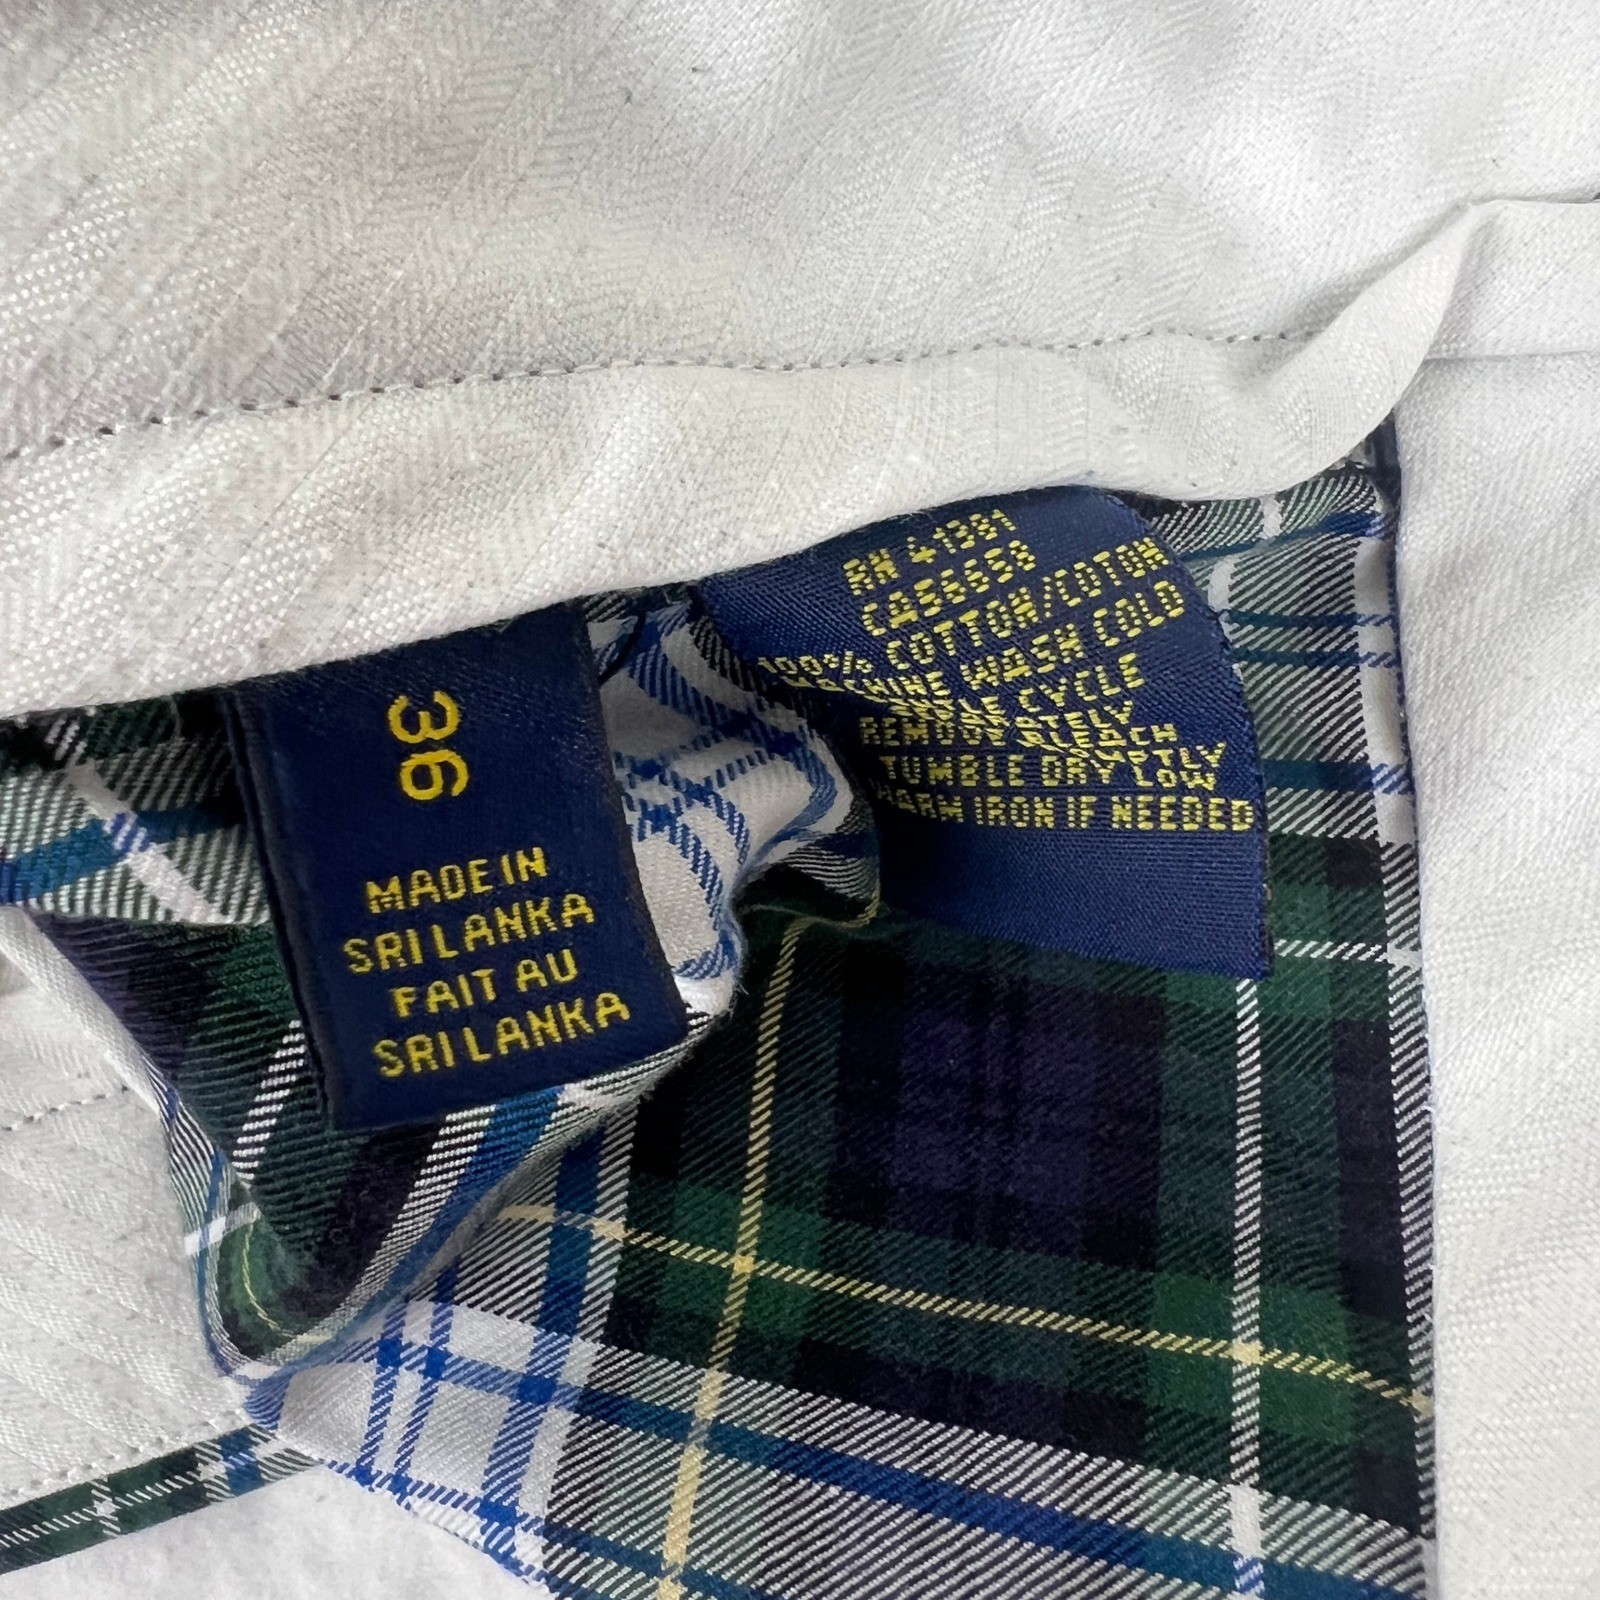 36
MADE IN
SRI LANKA
FAIT AU
SRI LANKA
RN 41381
CA56658
100% COTTON/COTON
MACHINE WASH COLD
GENTLE CYCLE
REMOVE
BLEACH
TUMBLE DRY LOW
WARM IRON IF NEEDED